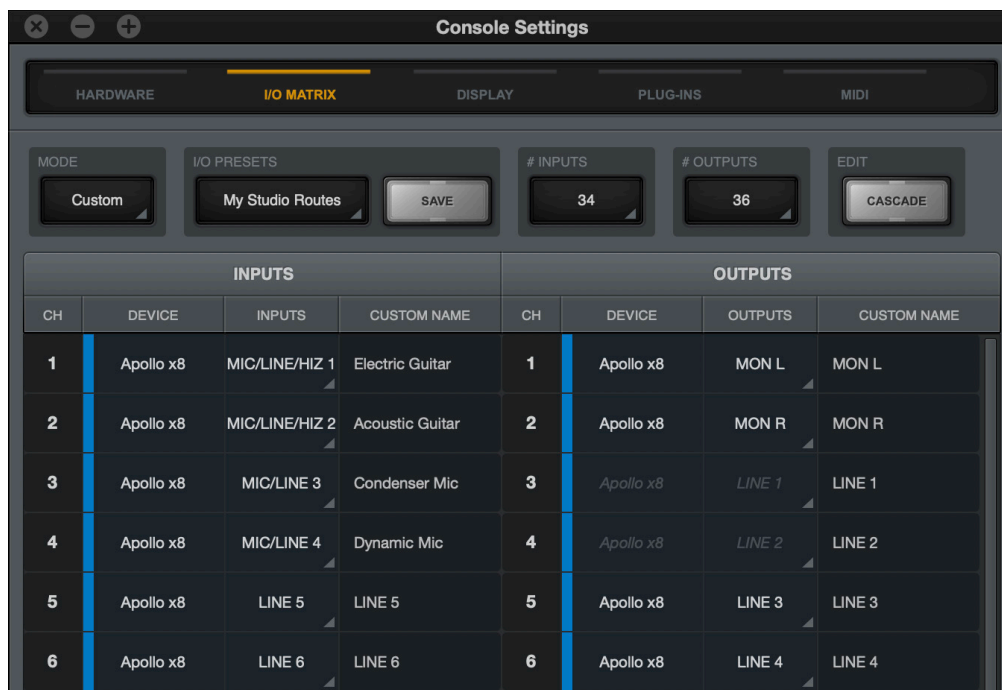 Console Settings
HARDWARE I/O MATRIX DISPLAY PLUG-INS MIDI
MODE I/O PRESETS # INPUTS # OUTPUTS EDIT
Custom My Studio Routes SAVE 34 36 CASCADE
INPUTS OUTPUTS
CH DEVICE INPUTS CUSTOM NAME CH DEVICE OUTPUTS CUSTOM NAME
1 Apollo x8 MIC/LINE/HIZ 1 Electric Guitar 1 Apollo x8 MON L MON L
2 Apollo x8 MIC/LINE/HIZ 2 Acoustic Guitar 2 Apollo x8 MON R MON R
3 Apollo x8 MIC/LINE 3 Condenser Mic 3 Apollo x8 LINE 1 LINE 1
4 Apollo x8 MIC/LINE 4 Dynamic Mic 4 Apollo x8 LINE 2 LINE 2
5 Apollo x8 LINE 5 LINE 5 5 Apollo x8 LINE 3 LINE 3
6 Apollo x8 LINE 6 LINE 6 6 Apollo x8 LINE 4 LINE 4